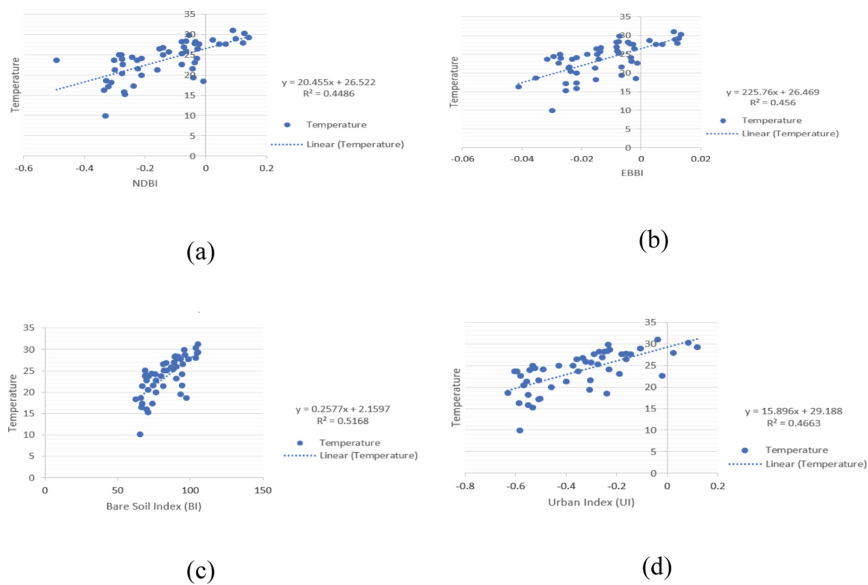 35
30
25
20
15
10
5
0
-0.6 -0.4 -0.2 0 0.2
Temperature
NDBI
y = 20.455x + 26.522
R² = 0.4486
Temperature
Linear (Temperature)
(a)
35
30
25
20
15
10
5
0
-0.06 -0.04 -0.02 0 0.02
Temperature
EBBI
y = 225.76x + 26.469
R² = 0.456
Temperature
Linear (Temperature)
(b)
35
30
25
20
15
10
5
0
0 50 100 150
Temperature
Bare Soil Index (BI)
y = 0.2577x + 2.1597
R² = 0.5168
Temperature
Linear (Temperature)
(c)
35
30
25
20
15
10
5
0
-0.8 -0.6 -0.4 -0.2 0 0.2
Temperature
Urban Index (UI)
y = 15.896x + 29.188
R² = 0.4663
Temperature
Linear (Temperature)
(d)